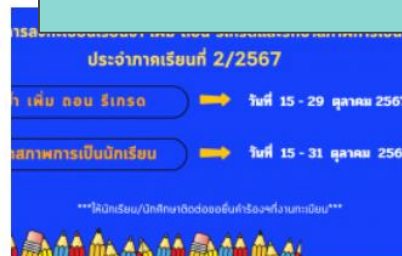 ประจำภาคเรียนที่ 2/2567
เพิ่ม ถอน รีเกรด
วันที่ 15 - 29 ตุลาคม 2567
สภาพการเป็นนักเรียน
วันที่ 15 - 31 ตุลาคม 256
***ให้นักเรียน/นักศึกษาติดต่อขอยื่นคำร้องฯที่งานทะเบียน***